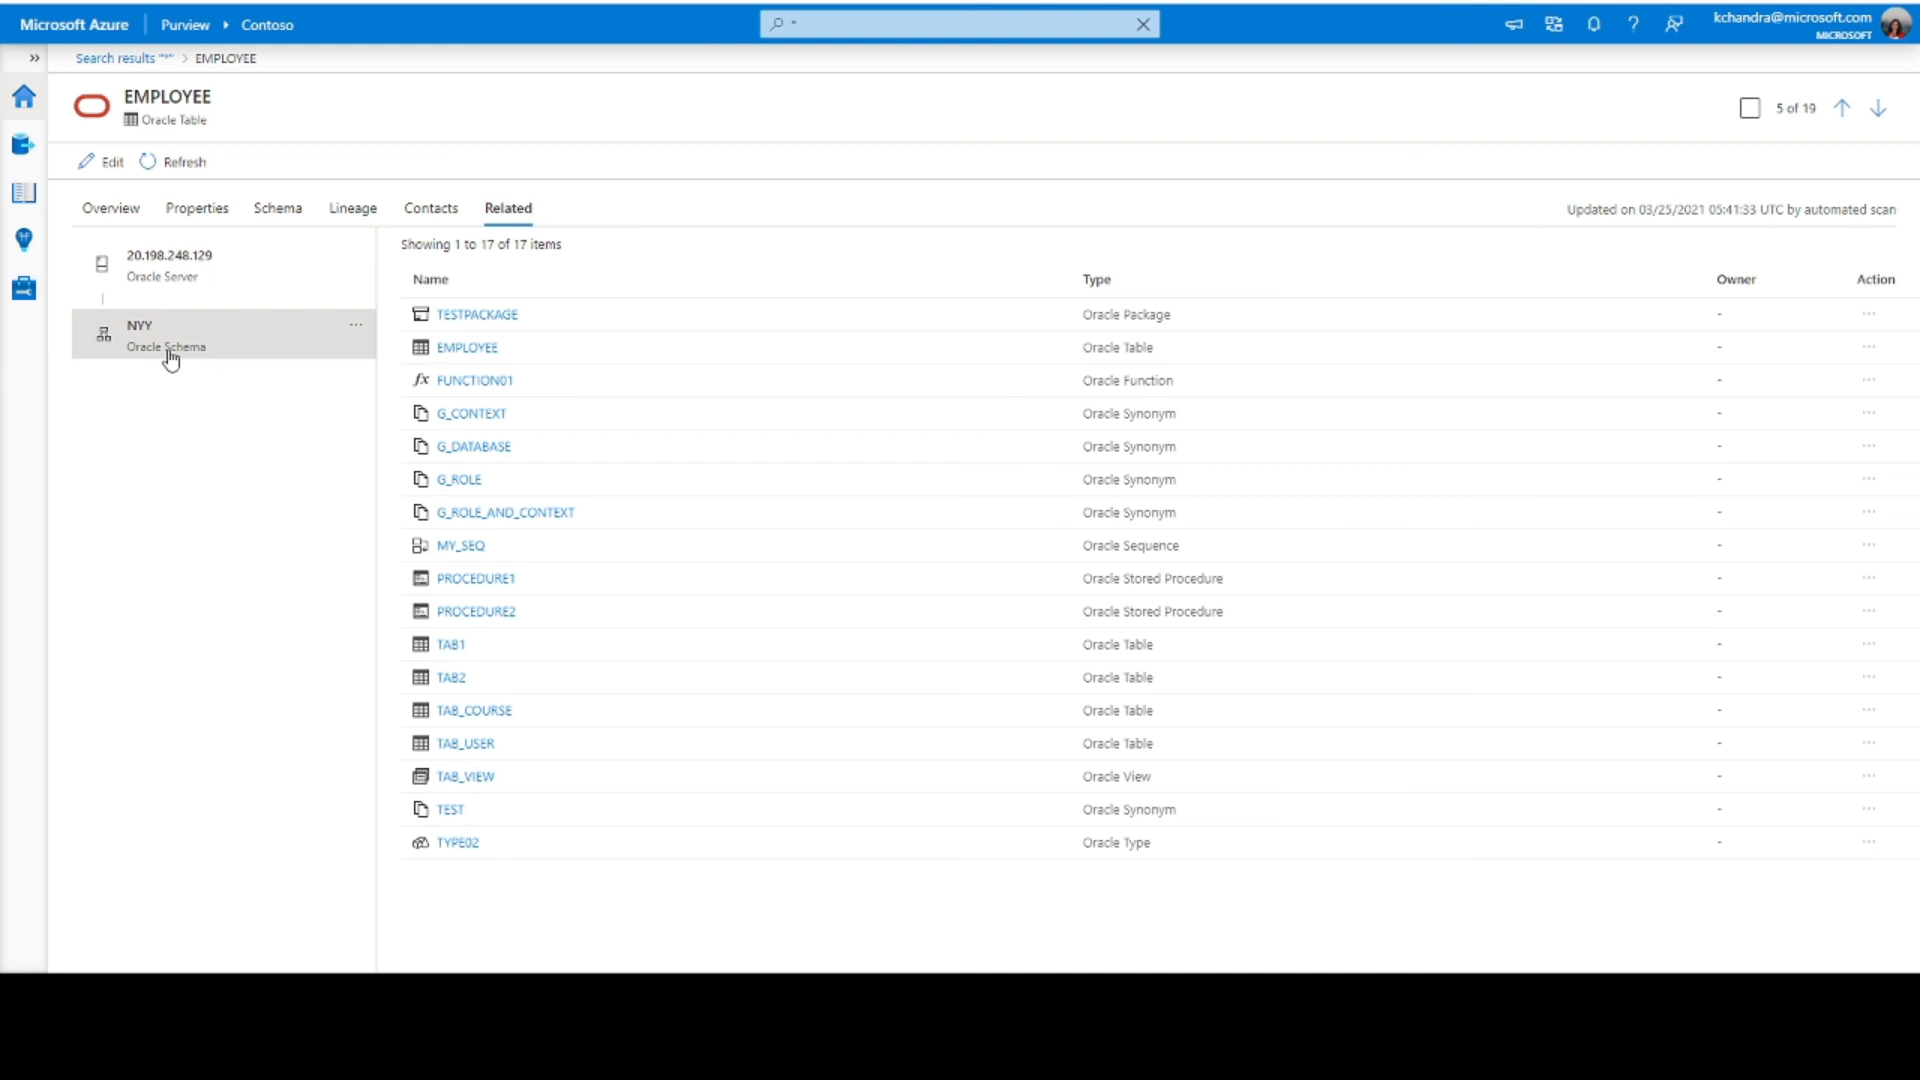 Microsoft Azure Purview Contoso kchandra@microsoft.com
MICROSOFT
Search results "*" > EMPLOYEE
EMPLOYEE
Oracle Table
5 of 19
Edit Refresh
Overview Properties Schema Lineage Contacts Related
Updated on 03/25/2021 05:41:33 UTC by automated scan
20.198.248.129
Oracle Server
NYY
Oracle Schema
Showing 1 to 17 of 17 items
Name Type Owner Action
TESTPACKAGE Oracle Package -
EMPLOYEE Oracle Table -
FUNCTION01 Oracle Function -
G_CONTEXT Oracle Synonym -
G_DATABASE Oracle Synonym -
G_ROLE Oracle Synonym -
G_ROLE_AND_CONTEXT Oracle Synonym -
MY_SEQ Oracle Sequence -
PROCEDURE1 Oracle Stored Procedure -
PROCEDURE2 Oracle Stored Procedure -
TAB1 Oracle Table -
TAB2 Oracle Table -
TAB_COURSE Oracle Table -
TAB_USER Oracle Table -
TAB_VIEW Oracle View -
TEST Oracle Synonym -
TYPE02 Oracle Type -